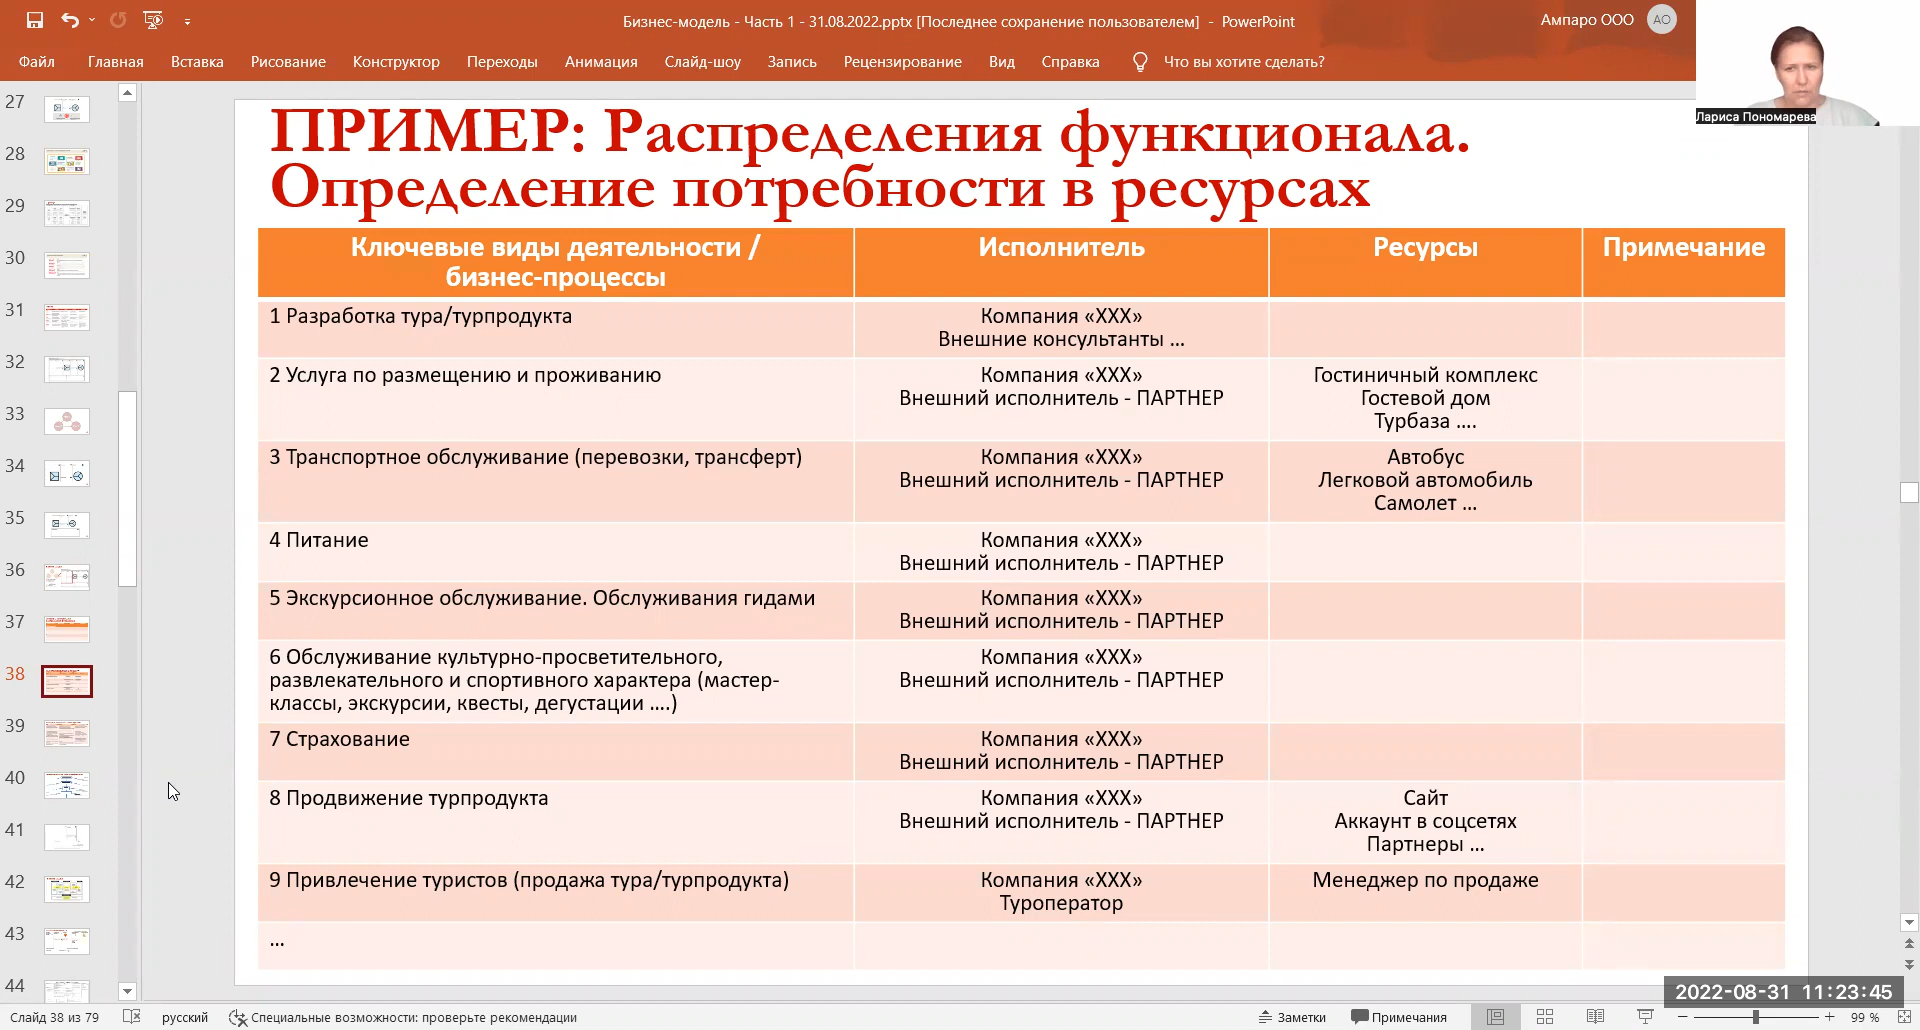 Бизнес-модель - Часть 1 - 31.08.2022.pptx [Последнее сохранение пользователем] - PowerPoint
Ампаро ООО
АО
Файл Главная Вставка Рисование Конструктор Переходы Анимация Слайд-шоу Запись Рецензирование Вид Справка Что вы хотите сделать?
Лариса Пономарева
27
28
29
30
31
32
33
34
35
36
37
38
39
40
41
42
43
44
ПРИМЕР: Распределения функционала.
Определение потребности в ресурсах
Ключевые виды деятельности /
бизнес-процессы
Исполнитель
Ресурсы
Примечание
1 Разработка тура/турпродукта
Компания «XXX»
Внешние консультанты ...
2 Услуга по размещению и проживанию
Компания «XXX»
Внешний исполнитель - ПАРТНЕР
Гостиничный комплекс
Гостевой дом
Турбаза ....
3 Транспортное обслуживание (перевозки, трансферт)
Компания «XXX»
Внешний исполнитель - ПАРТНЕР
Автобус
Легковой автомобиль
Самолет ...
4 Питание
Компания «XXX»
Внешний исполнитель - ПАРТНЕР
5 Экскурсионное обслуживание. Обслуживания гидами
Компания «XXX»
Внешний исполнитель - ПАРТНЕР
6 Обслуживание культурно-просветительного,
развлекательного и спортивного характера (мастер-
классы, экскурсии, квесты, дегустации ....)
Компания «XXX»
Внешний исполнитель - ПАРТНЕР
7 Страхование
Компания «XXX»
Внешний исполнитель - ПАРТНЕР
8 Продвижение турпродукта
Компания «XXX»
Внешний исполнитель - ПАРТНЕР
Сайт
Аккаунт в соцсетях
Партнеры ...
9 Привлечение туристов (продажа тура/турпродукта)
Компания «XXX»
Туроператор
Менеджер по продаже
...
2022-08-31 11:23:45
Слайд 38 из 79 русский Специальные возможности: проверьте рекомендации Заметки Примечания 99 %